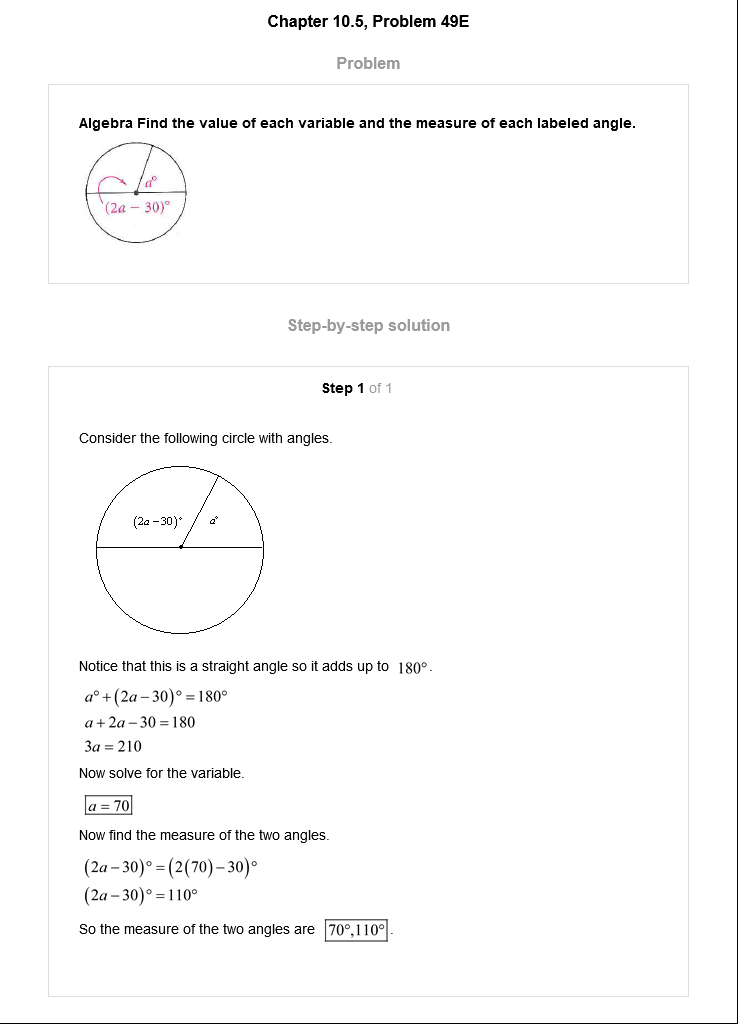 Chapter 10.5, Problem 49E
Problem
Algebra Find the value of each variable and the measure of each labeled angle.
a°
(2a − 30)°
Step-by-step solution
Step 1 of 1
Consider the following circle with angles.
(2a−30)° a°
Notice that this is a straight angle so it adds up to 180°.
a°+(2a−30)°=180°
a+2a−30=180
3a=210
Now solve for the variable.
a=70
Now find the measure of the two angles.
(2a−30)°=(2(70)−30)°
(2a−30)°=110°
So the measure of the two angles are 70°,110°.